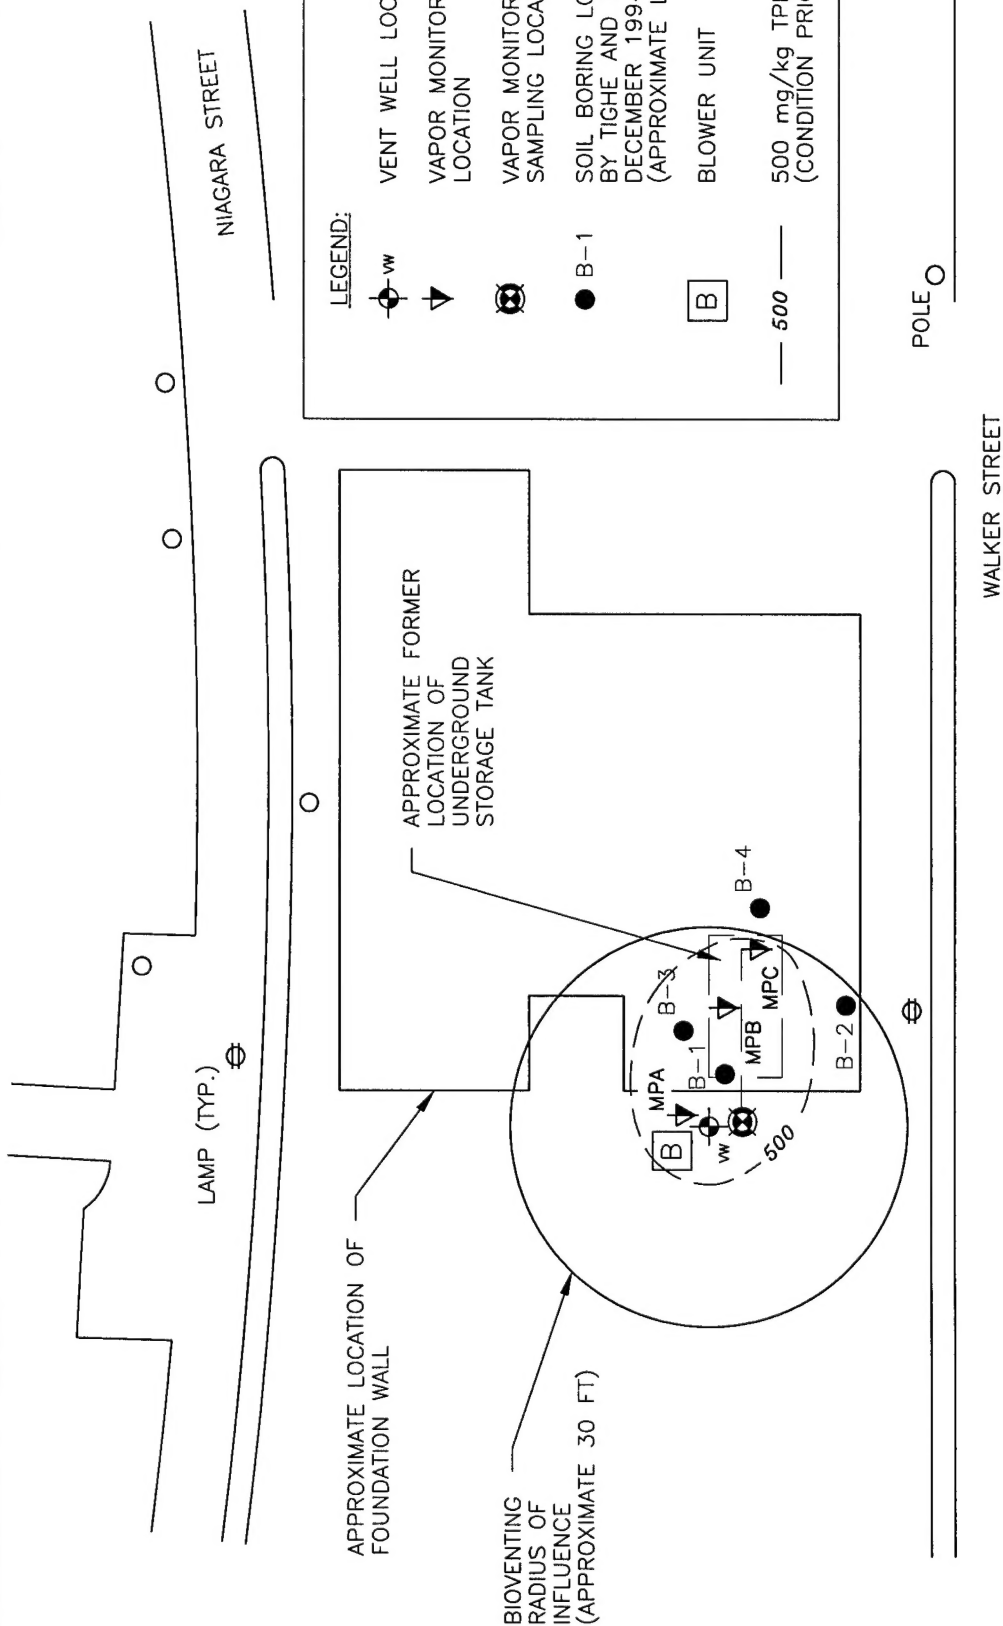 NIAGARA STREET
LEGEND:
VW
VENT WELL LOC
VAPOR MONITOR
LOCATION
VAPOR MONITOR
SAMPLING LOCA
B-1
SOIL BORING LO
BY TIGHE AND
DECEMBER 199
(APPROXIMATE L
B
BLOWER UNIT
500
500 mg/kg TP
(CONDITION PRIO
POLE
WALKER STREET
LAMP (TYP.)
APPROXIMATE FORMER
LOCATION OF
UNDERGROUND
STORAGE TANK
APPROXIMATE LOCATION OF
FOUNDATION WALL
BIOVENTING
RADIUS OF
INFLUENCE
(APPROXIMATE 30 FT)
B-4
B-3
MPC
MPB
B-2
B-1
MPA
B
VW
500